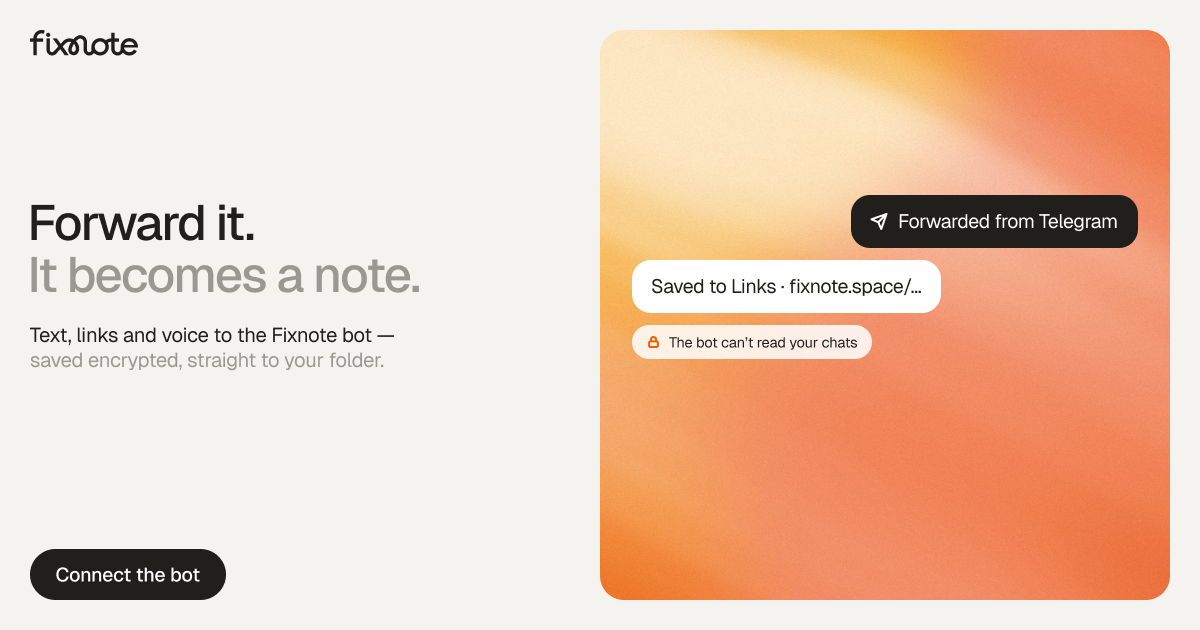 fixnote
Forward it.
It becomes a note.
Text, links and voice to the Fixnote bot —
saved encrypted, straight to your folder.
Connect the bot
Forwarded from Telegram
Saved to Links · fixnote.space/...
The bot can’t read your chats